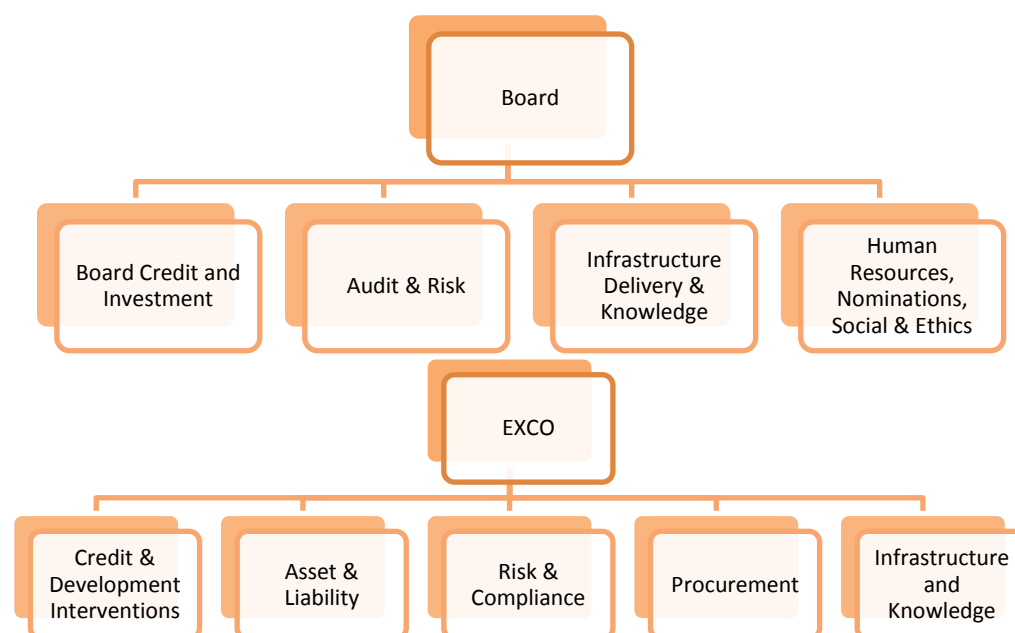 Board
Board Credit and
Investment
Audit & Risk
Infrastructure
Delivery &
Knowledge
Human
Resources,
Nominations,
Social & Ethics
EXCO
Credit &
Development
Interventions
Asset &
Liability
Risk &
Compliance
Procurement
Infrastructure
and
Knowledge